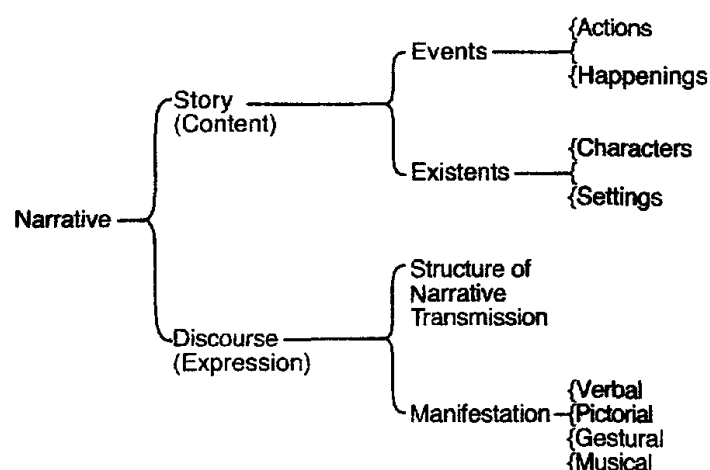 {Actions
Events
{
{Happenings
Story
(Content)
{Characters
Existents
{
{Settings
Narrative
Structure of
Narrative
Transmission
Discourse
(Expression)
{Verbal
Manifestation
{Pictorial
{Gestural
{Musical